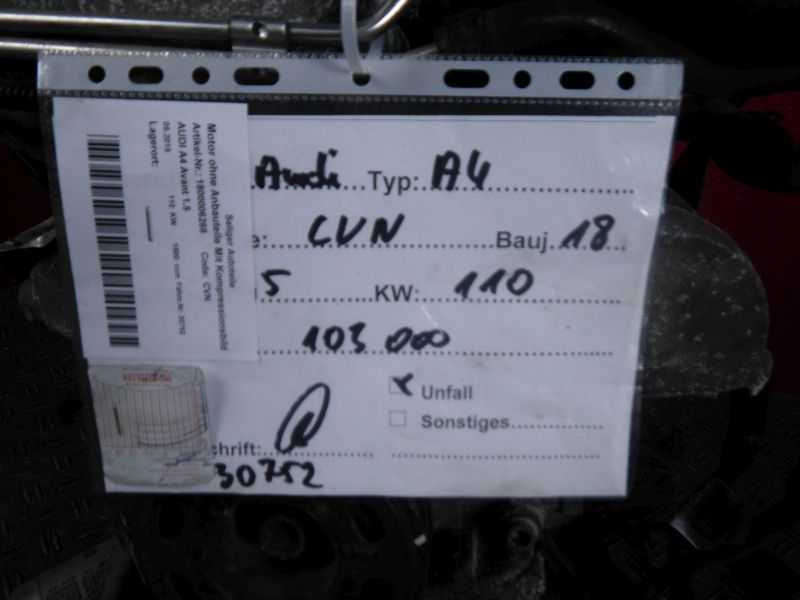 Audi Typ: A4
CVN Bauj. 18
5 KW: 110
103 000
Unfall
Sonstiges
chrift:
30752
Selliger Autoteile
Motor ohne Anbauteile Mit Kompressionsbild
Artikel-Nr.: 1800006268 Code: CVN
AUDI A4 Avant 1.5
05.2018 110 KW 1500 ccm Fahrz.Nr. 30752
Lagerort: